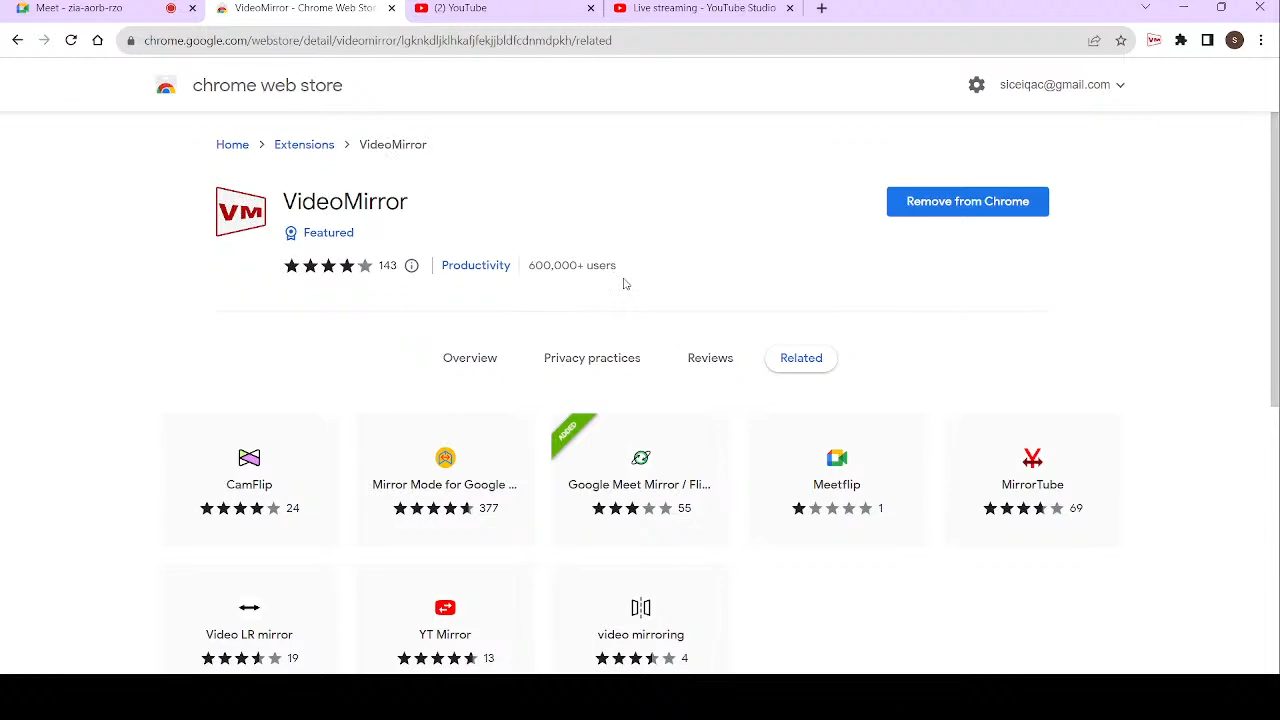 Meet - zia-aorb-rzo
VideoMirror - Chrome Web Sto
(2) YouTube
Live streaming - YouTube Studio
chrome.google.com/webstore/detail/videomirror/lgknkdljklhkafjfekjjbldfcdnmdpkh/related
VM
S
chrome web store
siceiqac@gmail.com
Home > Extensions > VideoMirror
VM
VideoMirror
Remove from Chrome
Featured
143
Productivity
600,000+ users
Overview
Privacy practices
Reviews
Related
ADDED
CamFlip
Mirror Mode for Google ...
Google Meet Mirror / Fli...
Meetflip
MirrorTube
24
377
55
1
69
Video LR mirror
YT Mirror
video mirroring
19
13
4